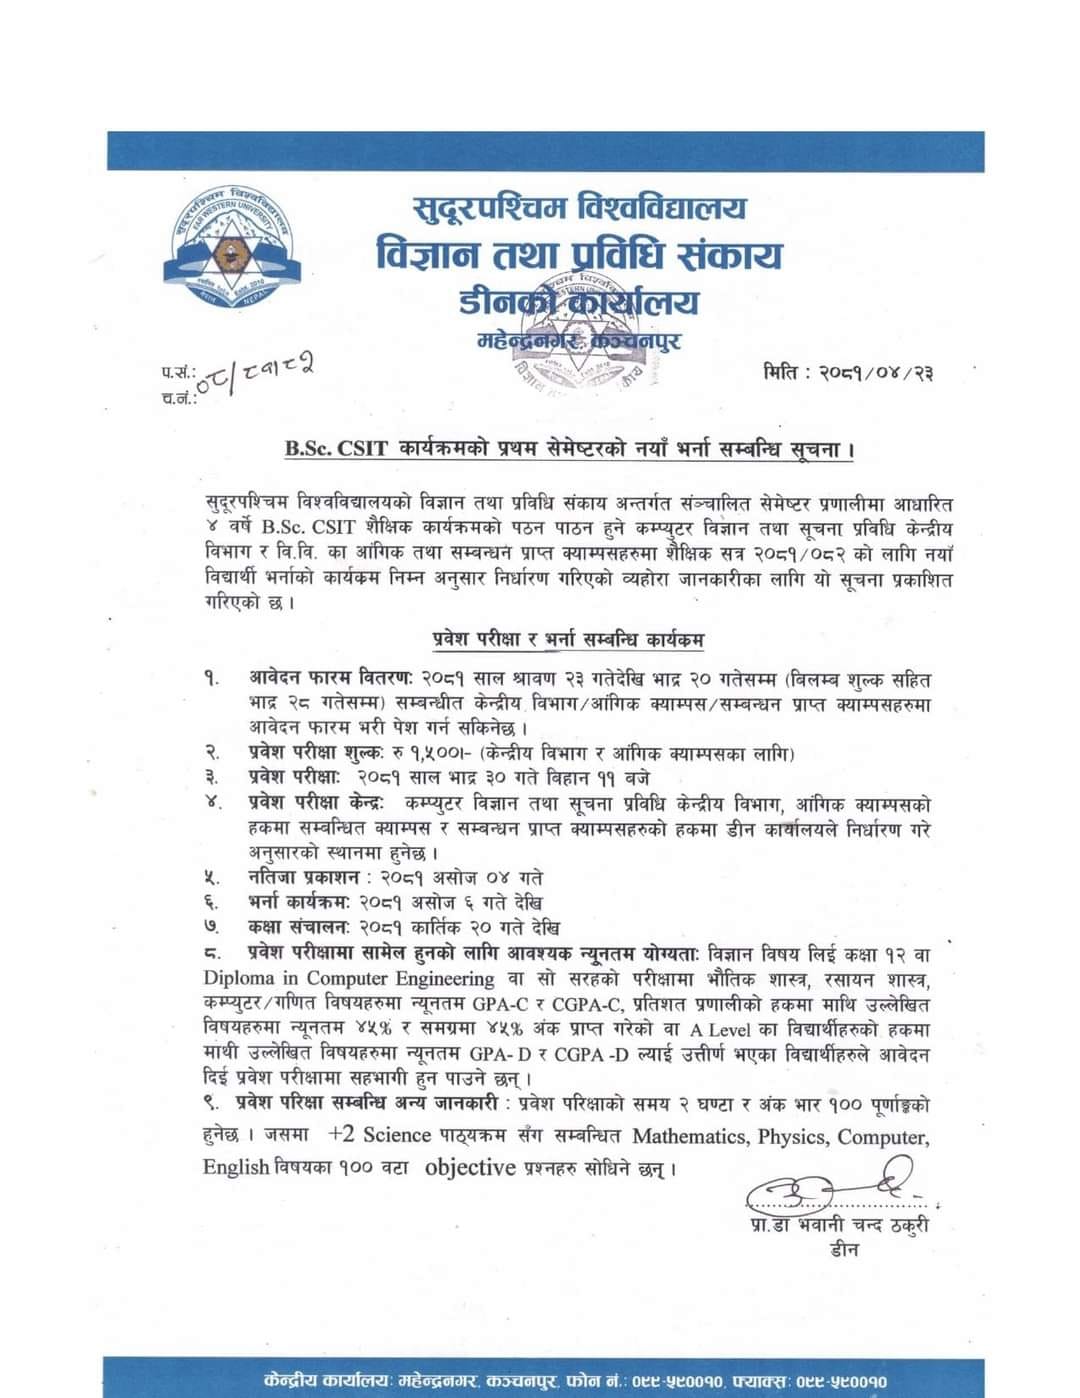 सुदूरपश्चिम विश्वविद्यालय
विज्ञान तथा प्रविधि संकाय
डीनको कार्यालय
महेन्द्रनगर, कञ्चनपुर
प.सं.:
च.नं.:०८/८१।८२
मिति : २०८१/०४/२३
B.Sc. CSIT कार्यक्रमको प्रथम सेमेष्टरको नयाँ भर्ना सम्बन्धि सूचना ।
सुदूरपश्चिम विश्वविद्यालयको विज्ञान तथा प्रविधि संकाय अन्तर्गत संञ्चालित सेमेष्टर प्रणालीमा आधारित
४ वर्षे B.Sc. CSIT शैक्षिक कार्यक्रमको पठन पाठन हुने कम्प्युटर विज्ञान तथा सूचना प्रविधि केन्द्रीय
विभाग र वि.वि. का आंगिक तथा सम्बन्धन प्राप्त क्याम्पसहरुमा शैक्षिक सत्र २०८१/०८२ को लागि नयाँ
विद्यार्थी भर्नाको कार्यक्रम निम्न अनुसार निर्धारण गरिएको व्यहोरा जानकारीका लागि यो सूचना प्रकाशित
गरिएको छ ।
प्रवेश परीक्षा र भर्ना सम्बन्धि कार्यक्रम
१. आवेदन फारम वितरण: २०८१ साल श्रावण २३ गतेदेखि भाद्र २० गतेसम्म (विलम्ब शुल्क सहित
भाद्र २८ गतेसम्म) सम्बन्धीत केन्द्रीय विभाग/आंगिक क्याम्पस/सम्बन्धन प्राप्त क्याम्पसहरुमा
आवेदन फारम भरी पेश गर्न सकिनेछ ।
२. प्रवेश परीक्षा शुल्क: रु १,५००।- (केन्द्रीय विभाग र आंगिक क्याम्पसका लागि)
३. प्रवेश परीक्षा: २०८१ साल भाद्र ३० गते विहान ११ बजे
४. प्रवेश परीक्षा केन्द्र: कम्प्युटर विज्ञान तथा सूचना प्रविधि केन्द्रीय विभाग, आंगिक क्याम्पसको
हकमा सम्बन्धित क्याम्पस र सम्बन्धन प्राप्त क्याम्पसहरुको हकमा डीन कार्यालयले निर्धारण गरे
अनुसारको स्थानमा हुनेछ ।
५. नतिजा प्रकाशन : २०८१ असोज ०४ गते
६. भर्ना कार्यक्रम: २०८१ असोज ६ गते देखि
७. कक्षा संचालन: २०८१ कार्तिक २० गते देखि
८. प्रवेश परीक्षामा सामेल हुनको लागि आवश्यक न्यूनतम योग्यता: विज्ञान विषय लिई कक्षा १२ वा
Diploma in Computer Engineering वा सो सरहको परीक्षामा भौतिक शास्त्र, रसायन शास्त्र,
कम्प्युटर/गणित विषयहरुमा न्यूनतम GPA-C र CGPA-C, प्रतिशत प्रणालीको हकमा माथि उल्लेखित
विषयहरुमा न्यूनतम ४५% र समग्रमा ४५% अंक प्राप्त गरेको वा A Level का विद्यार्थीहरुको हकमा
माथी उल्लेखित विषयहरुमा न्यूनतम GPA- D र CGPA -D ल्याई उत्तीर्ण भएका विद्यार्थीहरुले आवेदन
दिई प्रवेश परीक्षामा सहभागी हुन पाउने छन् ।
९. प्रवेश परिक्षा सम्बन्धि अन्य जानकारी : प्रवेश परिक्षाको समय २ घण्टा र अंक भार १०० पूर्णाङ्कको
हुनेछ । जसमा +2 Science पाठ्यक्रम सँग सम्बन्धित Mathematics, Physics, Computer,
English विषयका १०० वटा objective प्रश्नहरु सोधिने छन् ।
प्रा.डा भवानी चन्द ठकुरी
डीन
केन्द्रीय कार्यालय: महेन्द्रनगर, कञ्चनपुर, फोन नं.: ०९९-५२००१०, फ्याक्स: ०९९-५२००१०